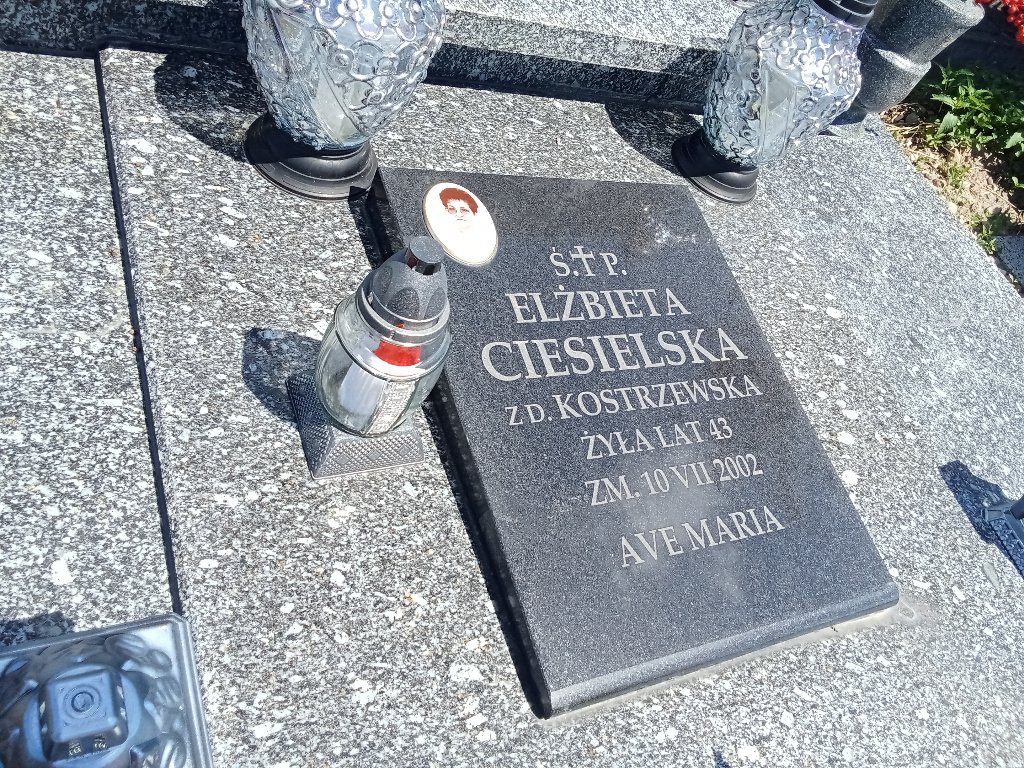 Ś.†P.
ELŻBIETA
CIESIELSKA
Z D. KOSTRZEWSKA
ŻYŁA LAT 43
ZM. 10 VII 2002
AVE MARIA